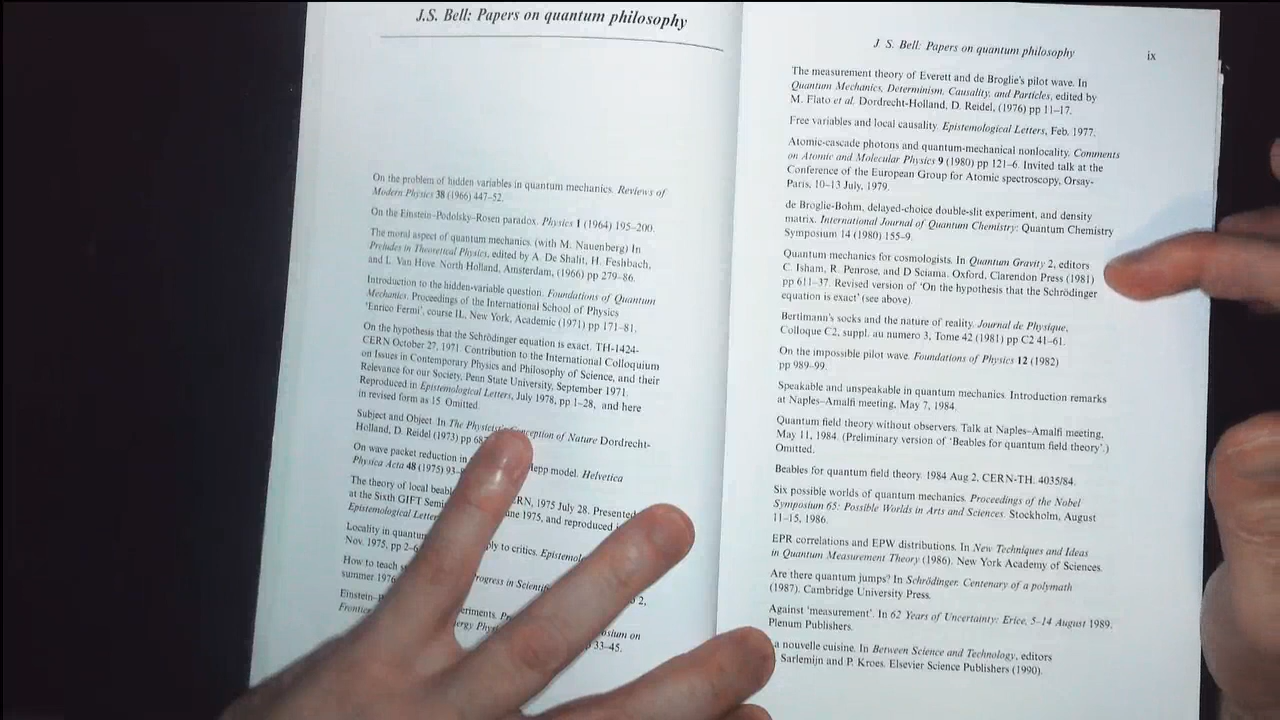 J.S. Bell: Papers on quantum philosophy
On the problem of hidden variables in quantum mechanics. Reviews of
Modern Physics 38 (1966) 447–52.
On the Einstein–Podolsky–Rosen paradox. Physics 1 (1964) 195–200.
The moral aspect of quantum mechanics. (with M. Nauenberg) In
Preludes in Theoretical Physics, edited by A. De Shalit, H. Feshbach,
and L. Van Hove. North Holland, Amsterdam, (1966) pp 279–86.
Introduction to the hidden-variable question. Foundations of Quantum
Mechanics. Proceedings of the International School of Physics
'Enrico Fermi', course IL, New York, Academic (1971) pp 171–81.
On the hypothesis that the Schrödinger equation is exact. TH-1424-
CERN October 27, 1971. Contribution to the International Colloquium
on Issues in Contemporary Physics and Philosophy of Science, and their
Relevance for our Society, Penn State University, September 1971.
Reproduced in Epistemological Letters, July 1978, pp 1–28, and here
in revised form as 15. Omitted.
Subject and Object. In The Physicist's Conception of Nature Dordrecht-
Holland, D. Reidel (1973) pp
On wave packet reduction in model. Helvetica
Physica Acta 48 (1975)
The theory of local 1975 July 28. Presented
at the Sixth GIFT 1975, and reproduced
Epistemological
Locality in to critics.
Nov. 1975, pp
How to teach
summer 1976
on
33–45.
J. S. Bell: Papers on quantum philosophy ix
The measurement theory of Everett and de Broglie's pilot wave. In
Quantum Mechanics, Determinism, Causality, and Particles, edited by
M. Flato et al. Dordrecht-Holland, D. Reidel, (1976) pp 11–17.
Free variables and local causality. Epistemological Letters, Feb. 1977.
Atomic-cascade photons and quantum-mechanical nonlocality. Comments
on Atomic and Molecular Physics 9 (1980) pp 121–6. Invited talk at the
Conference of the European Group for Atomic spectroscopy, Orsay-
Paris, 10–13 July, 1979.
de Broglie-Bohm, delayed-choice double-slit experiment, and density
matrix. International Journal of Quantum Chemistry: Quantum Chemistry
Symposium 14 (1980) 155–9.
Quantum mechanics for cosmologists. In Quantum Gravity 2, editors
C. Isham, R. Penrose, and D Sciama. Oxford, Clarendon Press (1981)
pp 611–37. Revised version of 'On the hypothesis that the Schrödinger
equation is exact' (see above).
Bertlmann's socks and the nature of reality. Journal de Physique,
Colloque C2, suppl. au numero 3, Tome 42 (1981) pp C2 41–61.
On the impossible pilot wave. Foundations of Physics 12 (1982)
pp 989–99.
Speakable and unspeakable in quantum mechanics. Introduction remarks
at Naples–Amalfi meeting, May 7, 1984.
Quantum field theory without observers. Talk at Naples–Amalfi meeting,
May 11, 1984. (Preliminary version of 'Beables for quantum field theory'.)
Omitted.
Beables for quantum field theory. 1984 Aug 2, CERN-TH. 4035/84.
Six possible worlds of quantum mechanics. Proceedings of the Nobel
Symposium 65: Possible Worlds in Arts and Sciences. Stockholm, August
11–15, 1986.
EPR correlations and EPW distributions. In New Techniques and Ideas
in Quantum Measurement Theory (1986). New York Academy of Sciences.
Are there quantum jumps? In Schrödinger. Centenary of a polymath
(1987). Cambridge University Press.
Against 'measurement'. In 62 Years of Uncertainty: Erice, 5–14 August 1989.
Plenum Publishers.
a nouvelle cuisine. In Between Science and Technology, editors
Sarlemijn and P. Kroes. Elsevier Science Publishers (1990).